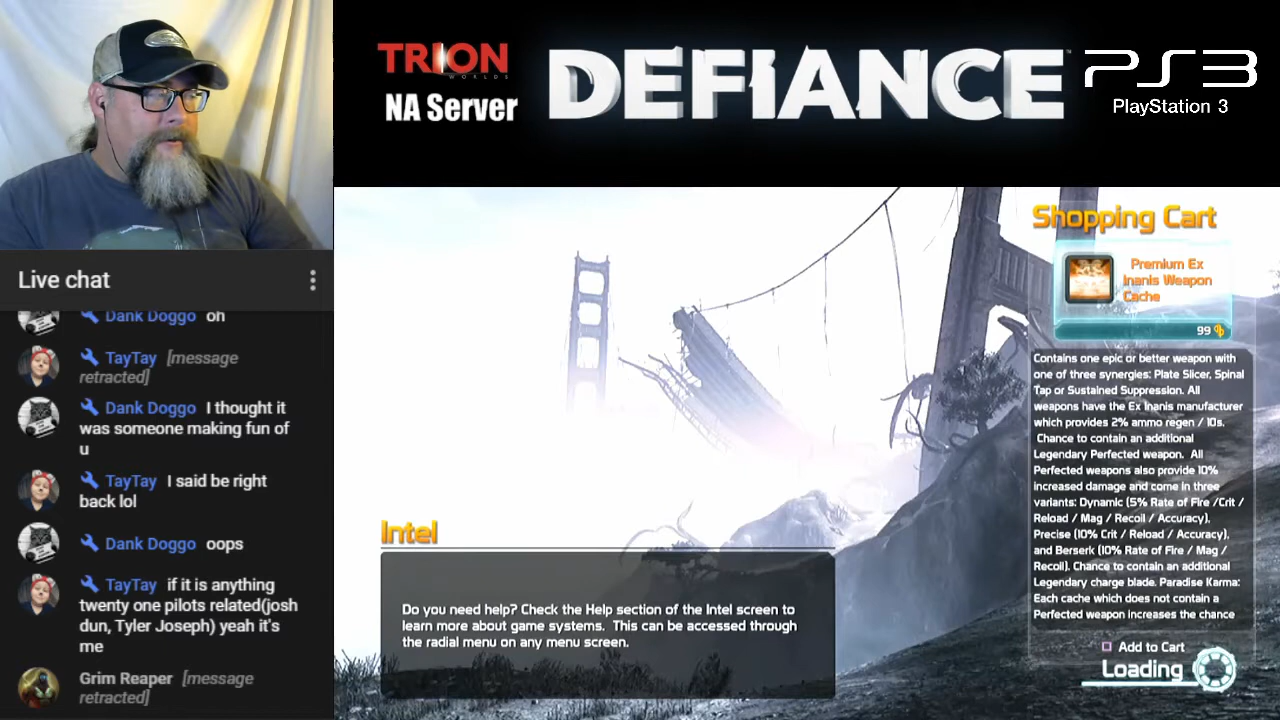 TRION
WORLDS
NA Server
DEFIANCE
TM
PS3
PlayStation 3
Live chat
Dank Doggo oh
TayTay [message
retracted]
Dank Doggo I thought it
was someone making fun of
u
TayTay I said be right
back lol
Dank Doggo oops
TayTay if it is anything
twenty one pilots related(josh
dun, Tyler Joseph) yeah it's
me
Grim Reaper [message
retracted]
Shopping Cart
Premium Ex
Inanis Weapon
Cache
99
Contains one epic or better weapon with
one of three synergies: Plate Slicer, Spinal
Tap or Sustained Suppression. All
weapons have the Ex Inanis manufacturer
which provides 2% ammo regen / 10s.
Chance to contain an additional
Legendary Perfected weapon. All
Perfected weapons also provide 10%
increased damage and come in three
variants: Dynamic (5% Rate of Fire /Crit /
Reload / Mag / Recoil / Accuracy),
Precise (10% Crit / Reload / Accuracy),
and Berserk (10% Rate of Fire / Mag /
Recoil). Chance to contain an additional
Legendary charge blade. Paradise Karma:
Each cache which does not contain a
Perfected weapon increases the chance
Add to Cart
Loading
Intel
Do you need help? Check the Help section of the Intel screen to
learn more about game systems. This can be accessed through
the radial menu on any menu screen.